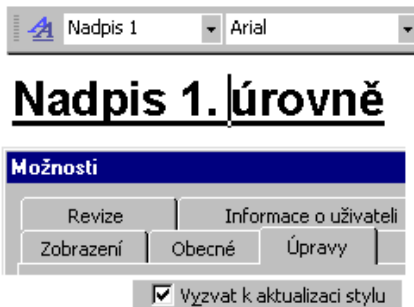 Nadpis 1 Arial
Nadpis 1. úrovně
Možnosti
Revize Informace o uživateli
Zobrazení Obecné Úpravy
Vyzvat k aktualizaci stylu